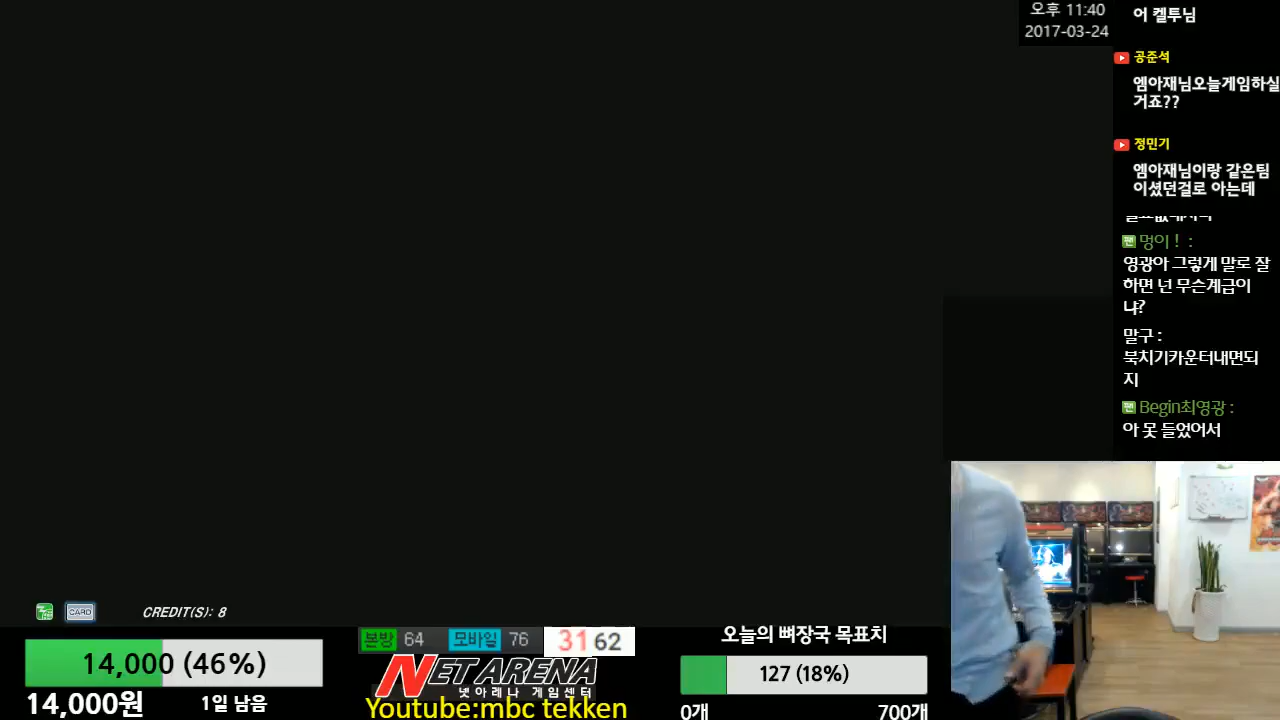 오후 11:40
2017-03-24
어 켈투님
공준석
엠아재님오늘게임하실
거죠??
정민기
엠아재님이랑 같은팀
이셨던걸로 아는데
팬 멍이 ! :
영광아 그렇게 말로 잘
하면 넌 무슨계급이
냐?
말구 :
북치기카운터내면되
지
팬 Begin최영광 :
아 못 들었어서
CARD
CREDIT(S): 8
14,000 (46%)
14,000원
1일 남음
본방 64 모바일 76 31 62
NET ARENA
넷아레나 게임센터
Youtube:mbc tekken
오늘의 뼈장국 목표치
127 (18%)
0개
700개